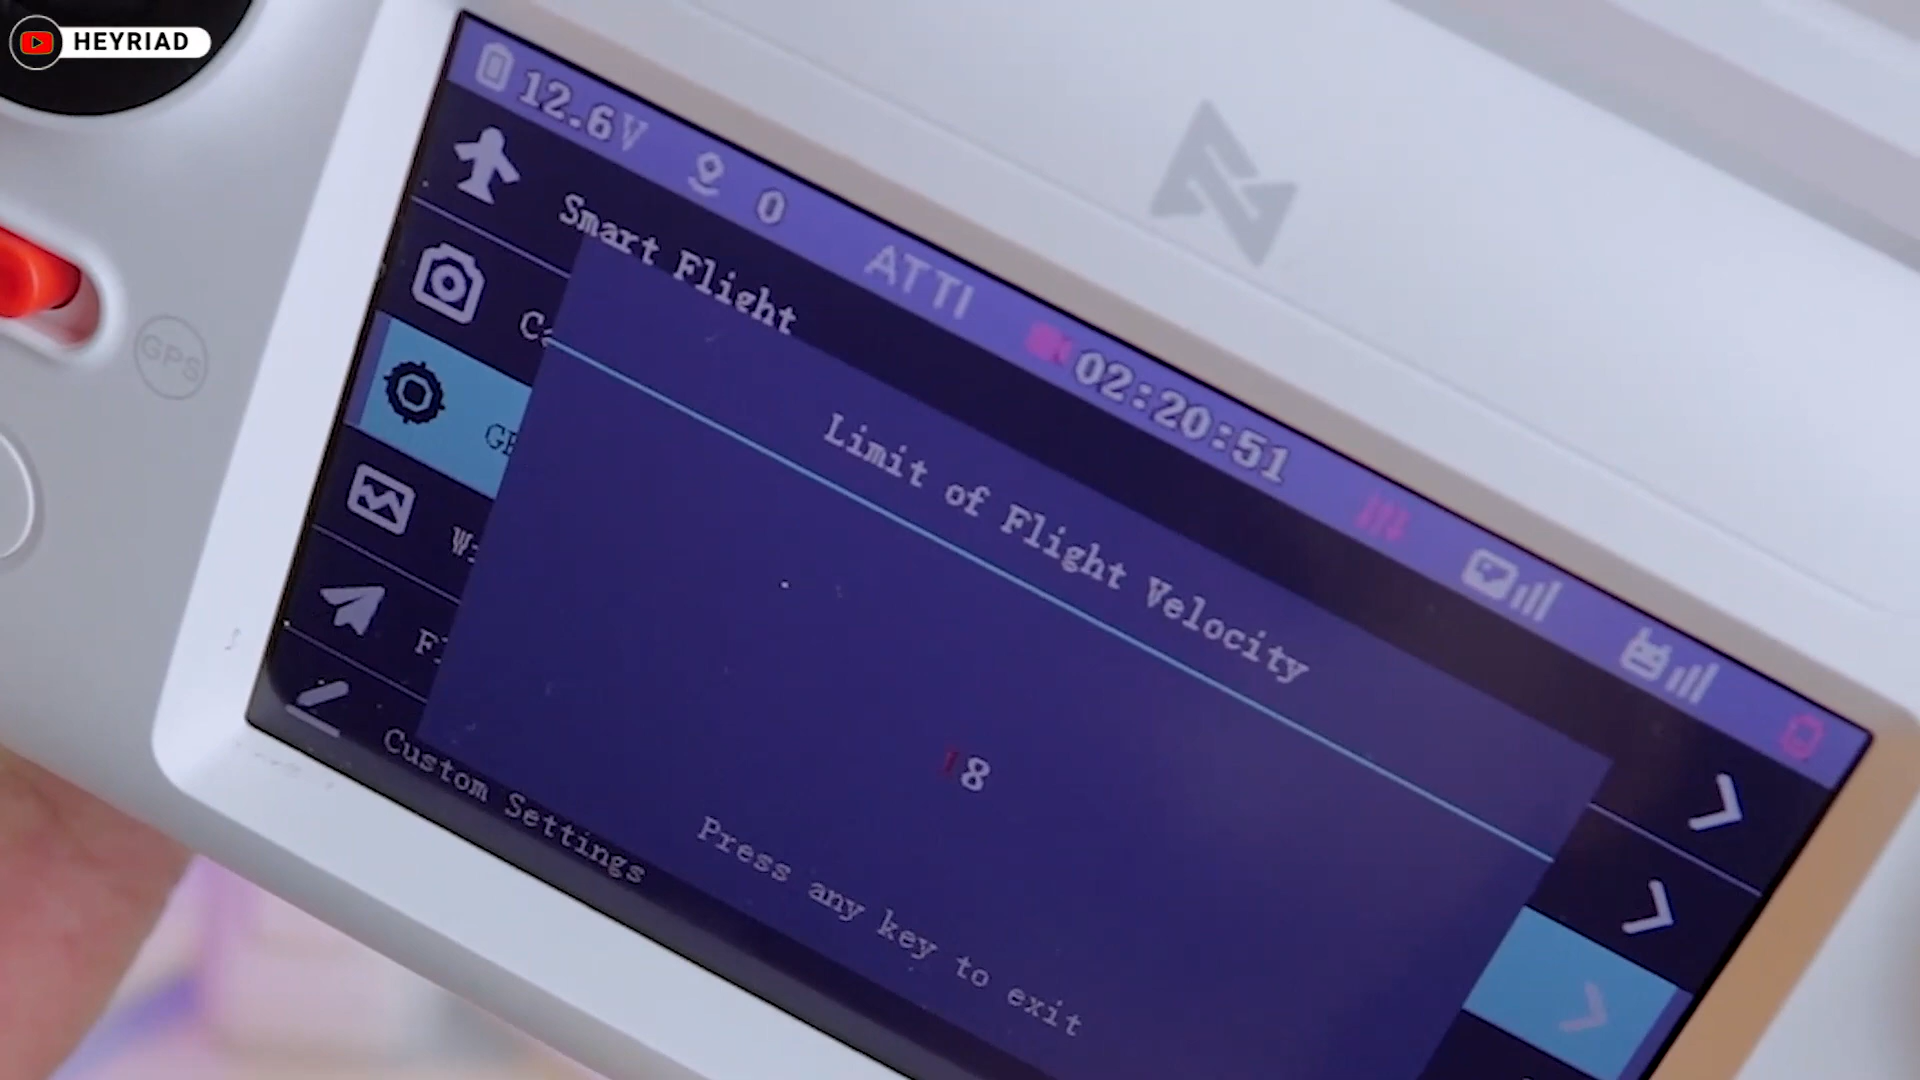 HEYRIAD
12.6V 0 ATTI 02:20:51
Smart Flight
Limit of Flight Velocity
18
Press any key to exit
Custom Settings
GPS